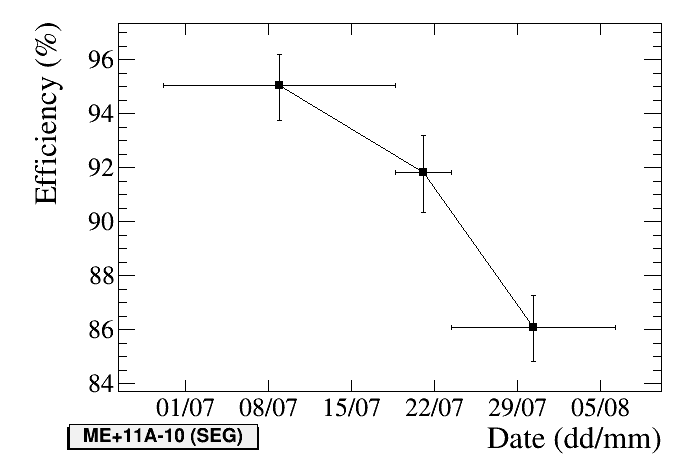 Efficiency (%)
96
94
92
90
88
86
84
01/07 08/07 15/07 22/07 29/07 05/08
ME+11A-10 (SEG)
Date (dd/mm)